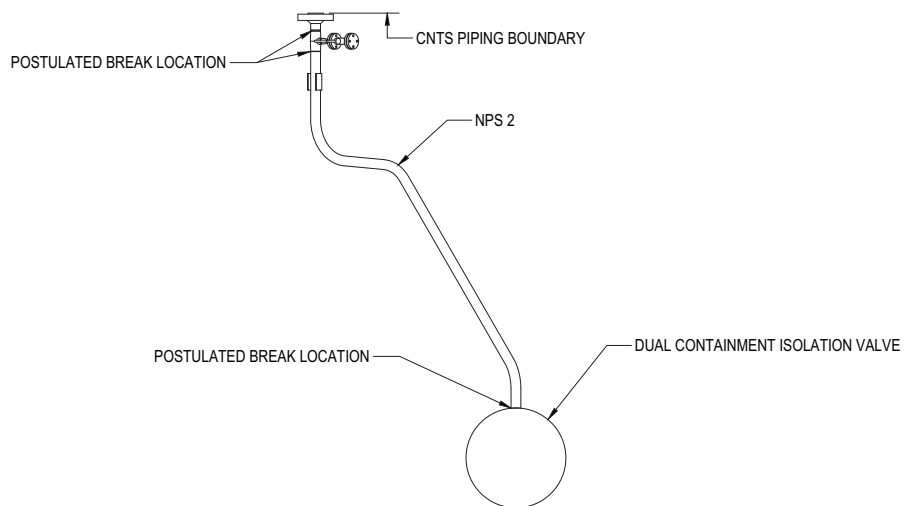 CNTS PIPING BOUNDARY
POSTULATED BREAK LOCATION
NPS 2
POSTULATED BREAK LOCATION
DUAL CONTAINMENT ISOLATION VALVE